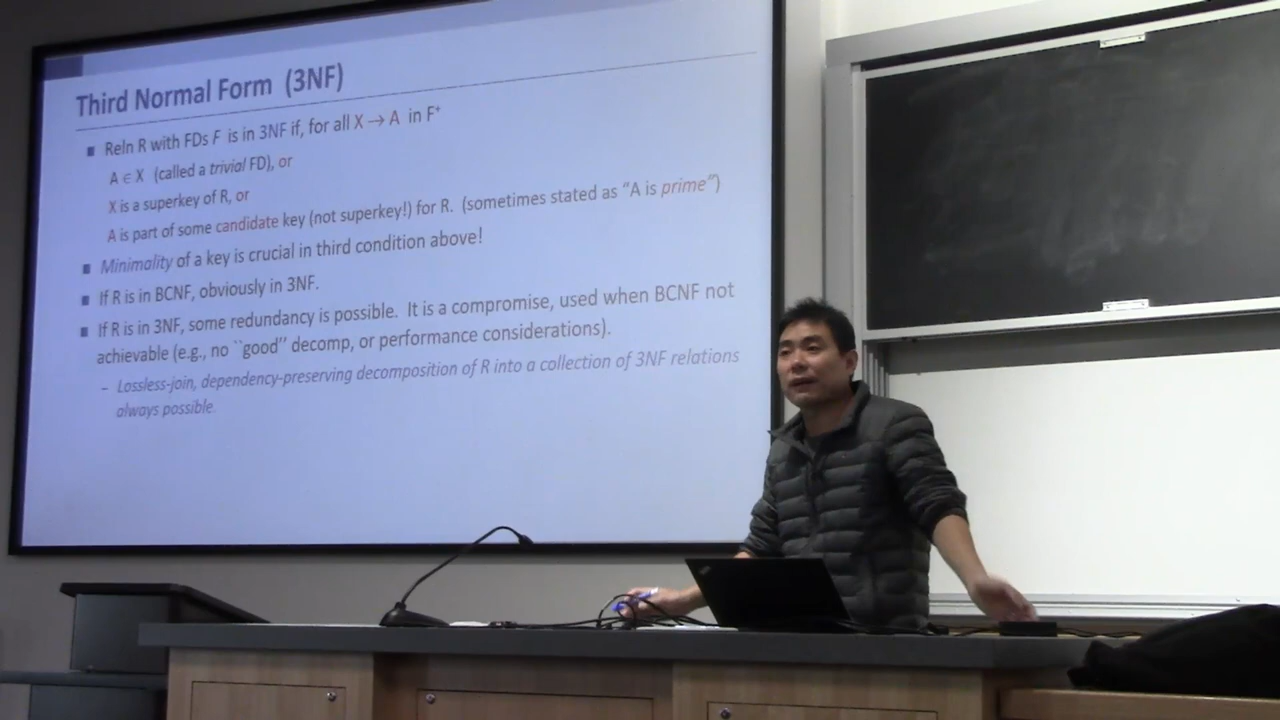 Third Normal Form (3NF)
Reln R with FDs F is in 3NF if, for all X → A in F⁺
A ∈ X (called a trivial FD), or
X is a superkey of R, or
A is part of some candidate key (not superkey!) for R. (sometimes stated as “A is prime”)
Minimality of a key is crucial in third condition above!
If R is in BCNF, obviously in 3NF.
If R is in 3NF, some redundancy is possible. It is a compromise, used when BCNF not
achievable (e.g., no ``good’’ decomp, or performance considerations).
– Lossless-join, dependency-preserving decomposition of R into a collection of 3NF relations
always possible.